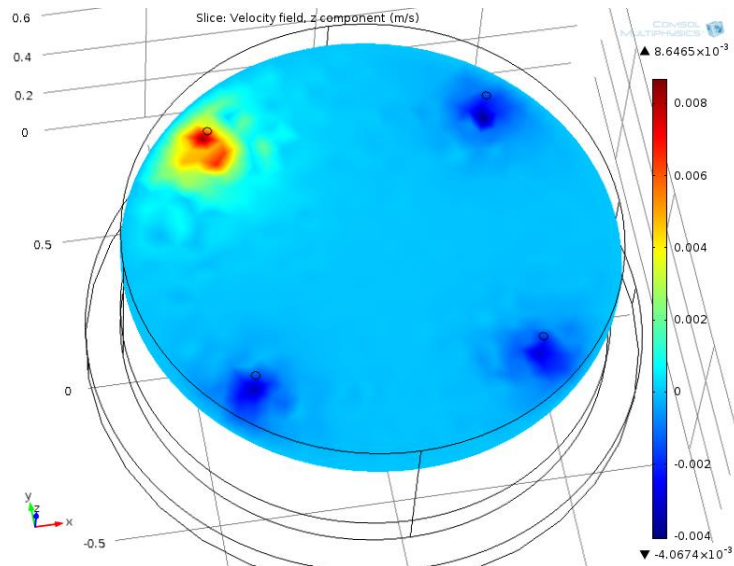 Slice: Velocity field, z component (m/s)
COMSOL
MULTIPHYSICS
▲ 8.6465×10⁻³
0.6
0.4
0.2
0
0.5
0
-0.5
0.008
0.006
0.004
0.002
0
-0.002
-0.004
▼ -4.0674×10⁻³
y
z
x